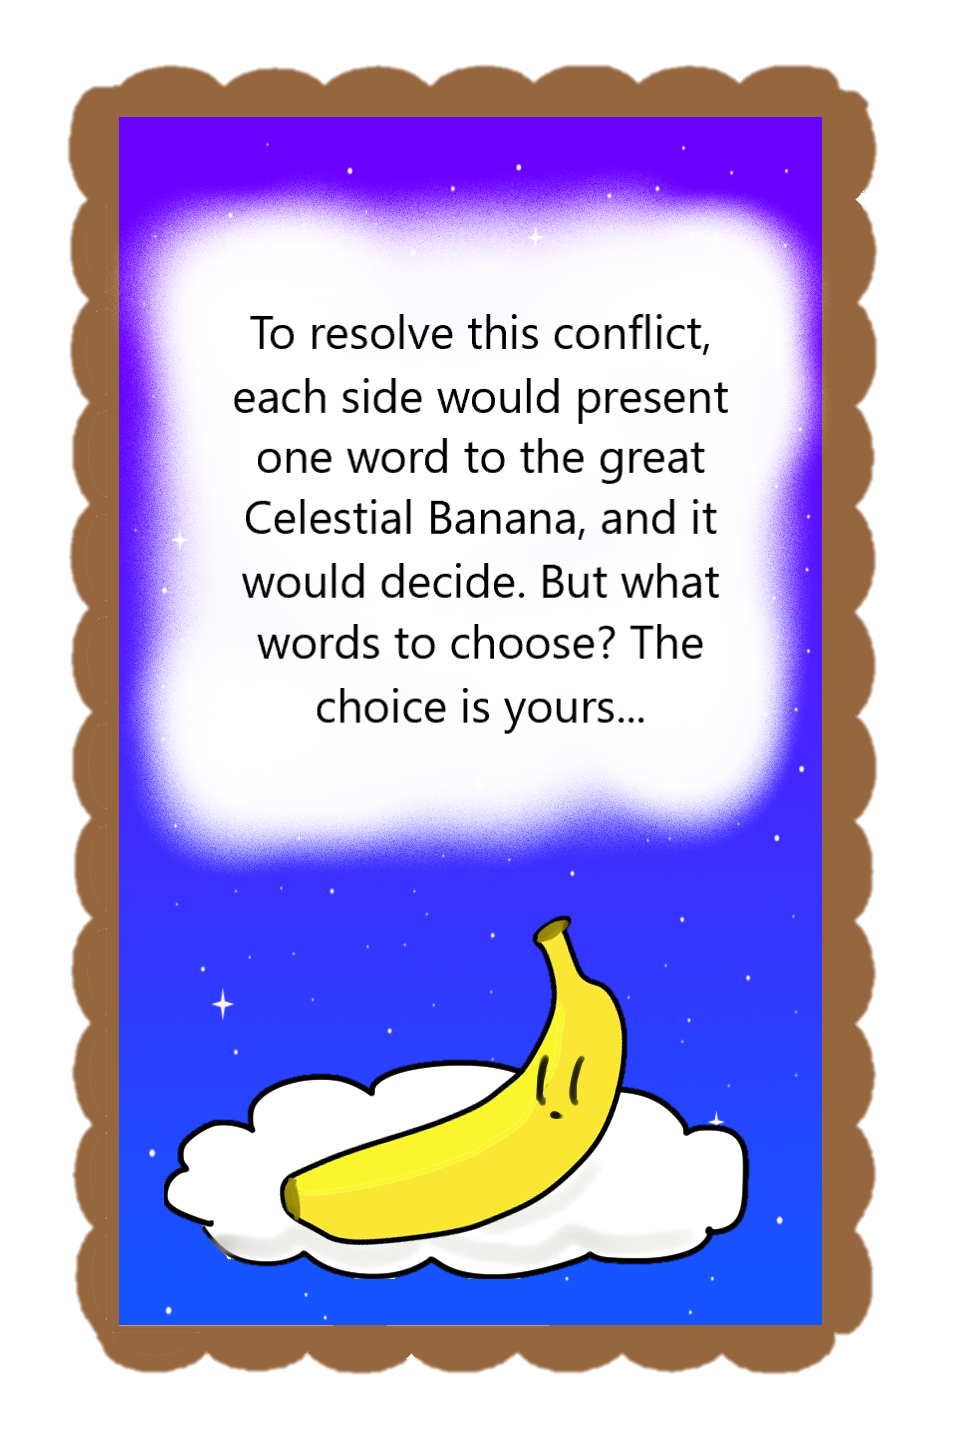 To resolve this conflict,
each side would present
one word to the great
Celestial Banana, and it
would decide. But what
words to choose? The
choice is yours...